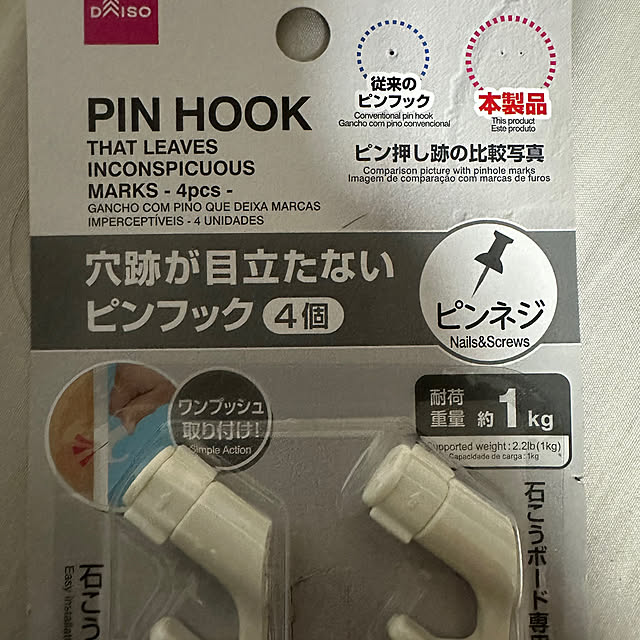 DAISO
PIN HOOK
THAT LEAVES
INCONSPICUOUS
MARKS - 4pcs -
GANCHO COM PINO QUE DEIXA MARCAS
IMPERCEPTÍVEIS - 4 UNIDADES
従来の
ピンフック
Conventional pin hook
Gancho com pino convencional
本製品
This product
Este produto
ピン押し跡の比較写真
Comparison picture with pinhole marks
Imagem de comparação com marcas de furos
穴跡が目立たない
ピンフック 4個
ピンネジ
Nails&Screws
ワンプッシュ
取り付け!
Simple Action
耐荷
重量 約1kg
Supported weight : 2.2lb(1kg)
Capacidade de carga : 1kg
石こう
Easy
石こうボード専